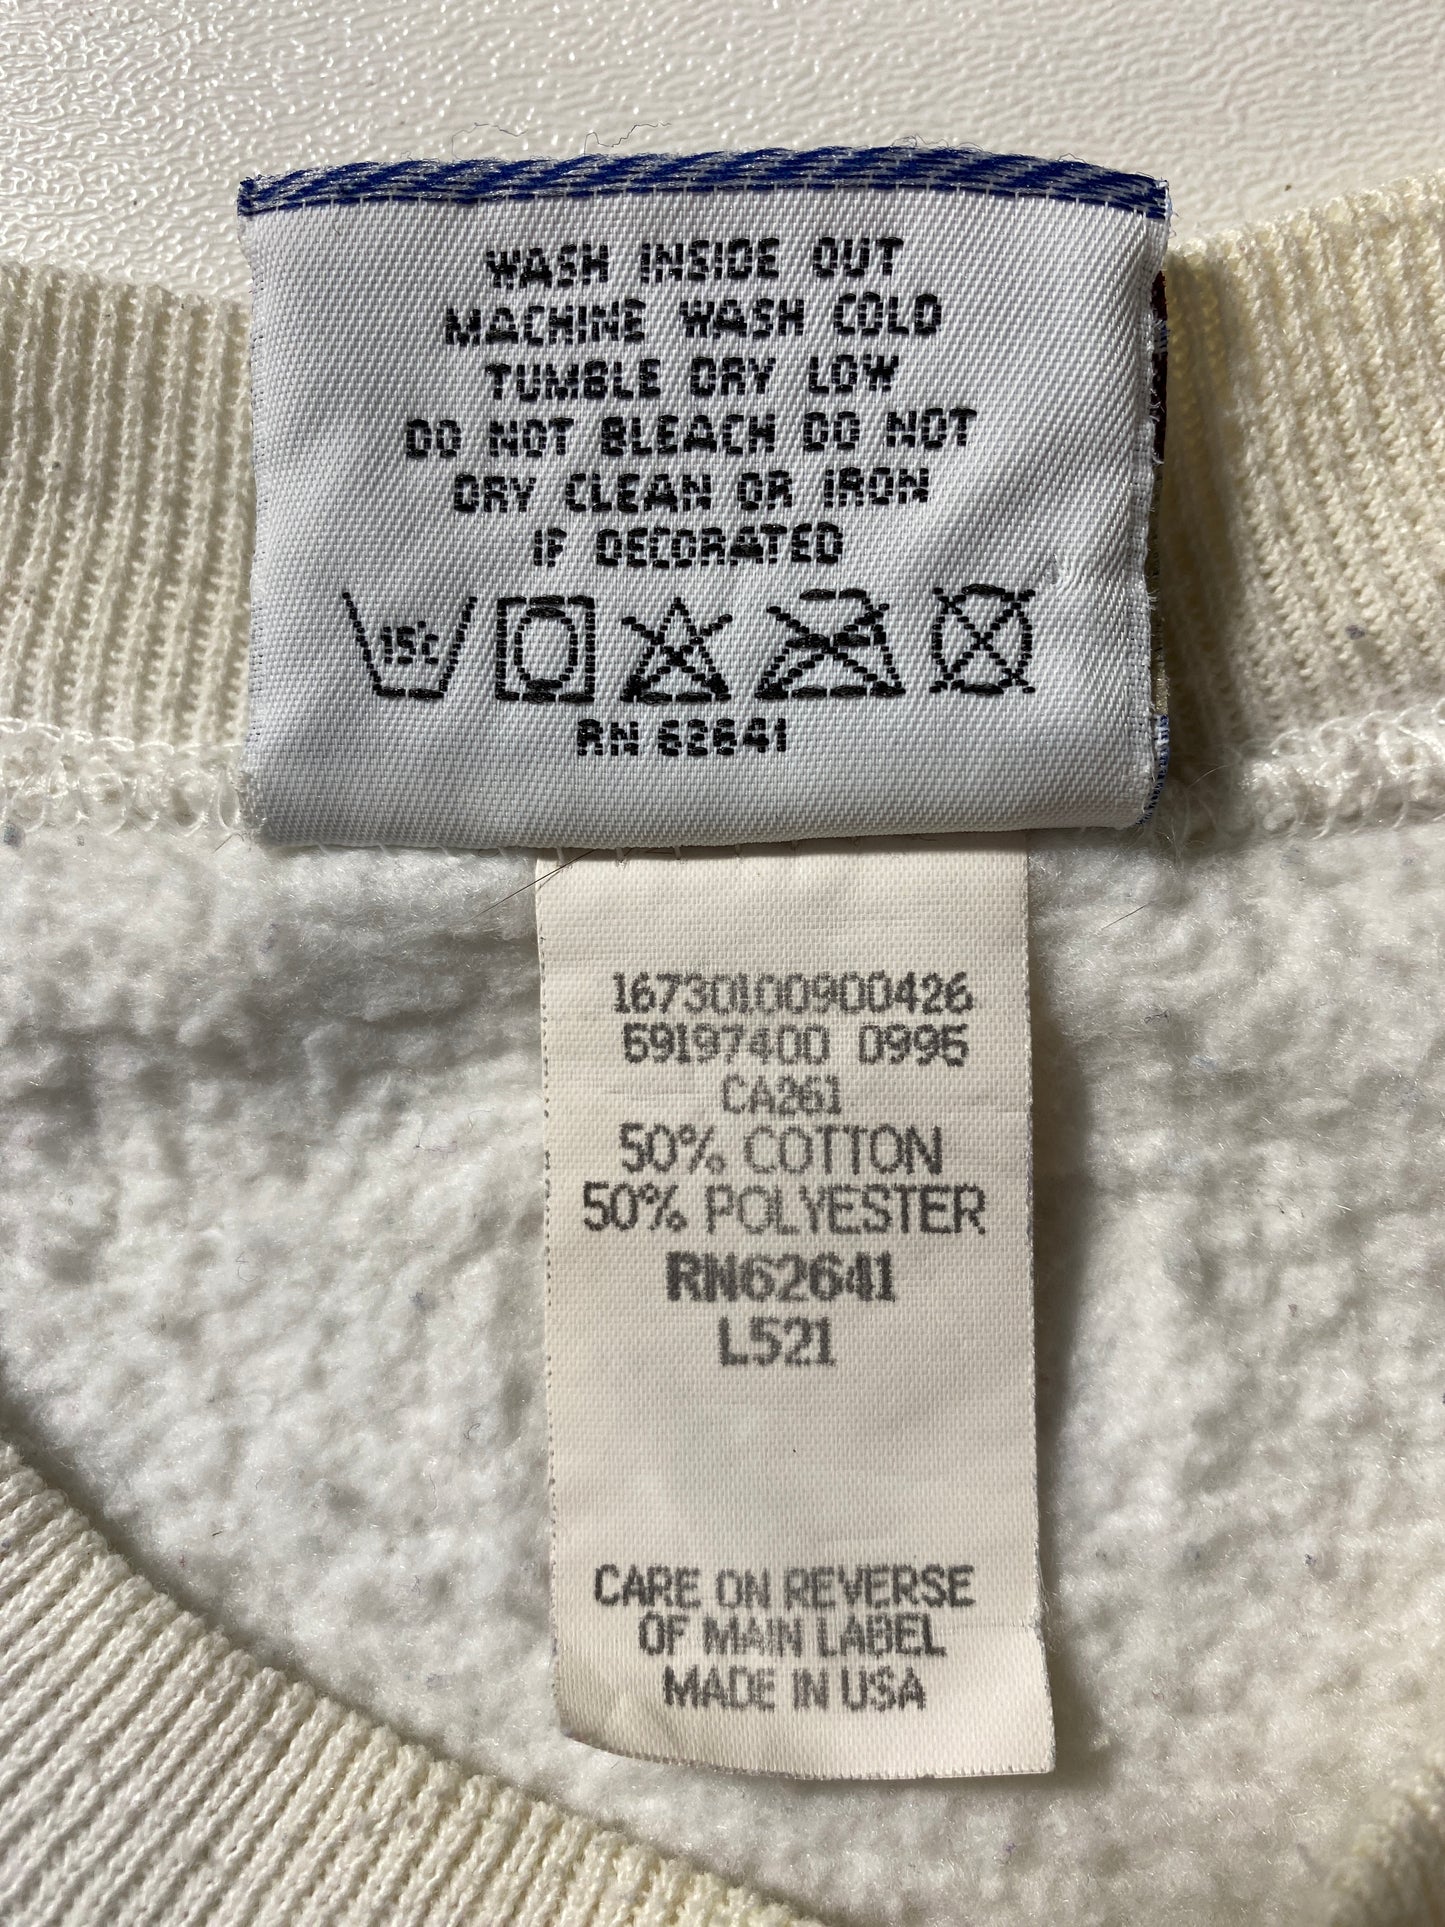 WASH INSIDE OUT
MACHINE WASH COLD
TUMBLE DRY LOW
DO NOT BLEACH DO NOT
DRY CLEAN OR IRON
IF DECORATED
15°C
RN 62641
16730100900426
59197400 0995
CA261
50% COTTON
50% POLYESTER
RN62641
L521
CARE ON REVERSE
OF MAIN LABEL
MADE IN USA